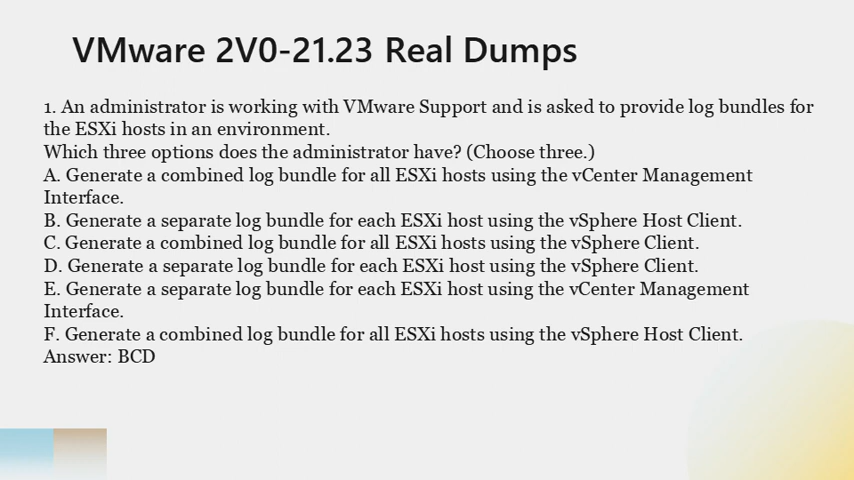 VMware 2V0-21.23 Real Dumps
1. An administrator is working with VMware Support and is asked to provide log bundles for
the ESXi hosts in an environment.
Which three options does the administrator have? (Choose three.)
A. Generate a combined log bundle for all ESXi hosts using the vCenter Management
Interface.
B. Generate a separate log bundle for each ESXi host using the vSphere Host Client.
C. Generate a combined log bundle for all ESXi hosts using the vSphere Client.
D. Generate a separate log bundle for each ESXi host using the vSphere Client.
E. Generate a separate log bundle for each ESXi host using the vCenter Management
Interface.
F. Generate a combined log bundle for all ESXi hosts using the vSphere Host Client.
Answer: BCD